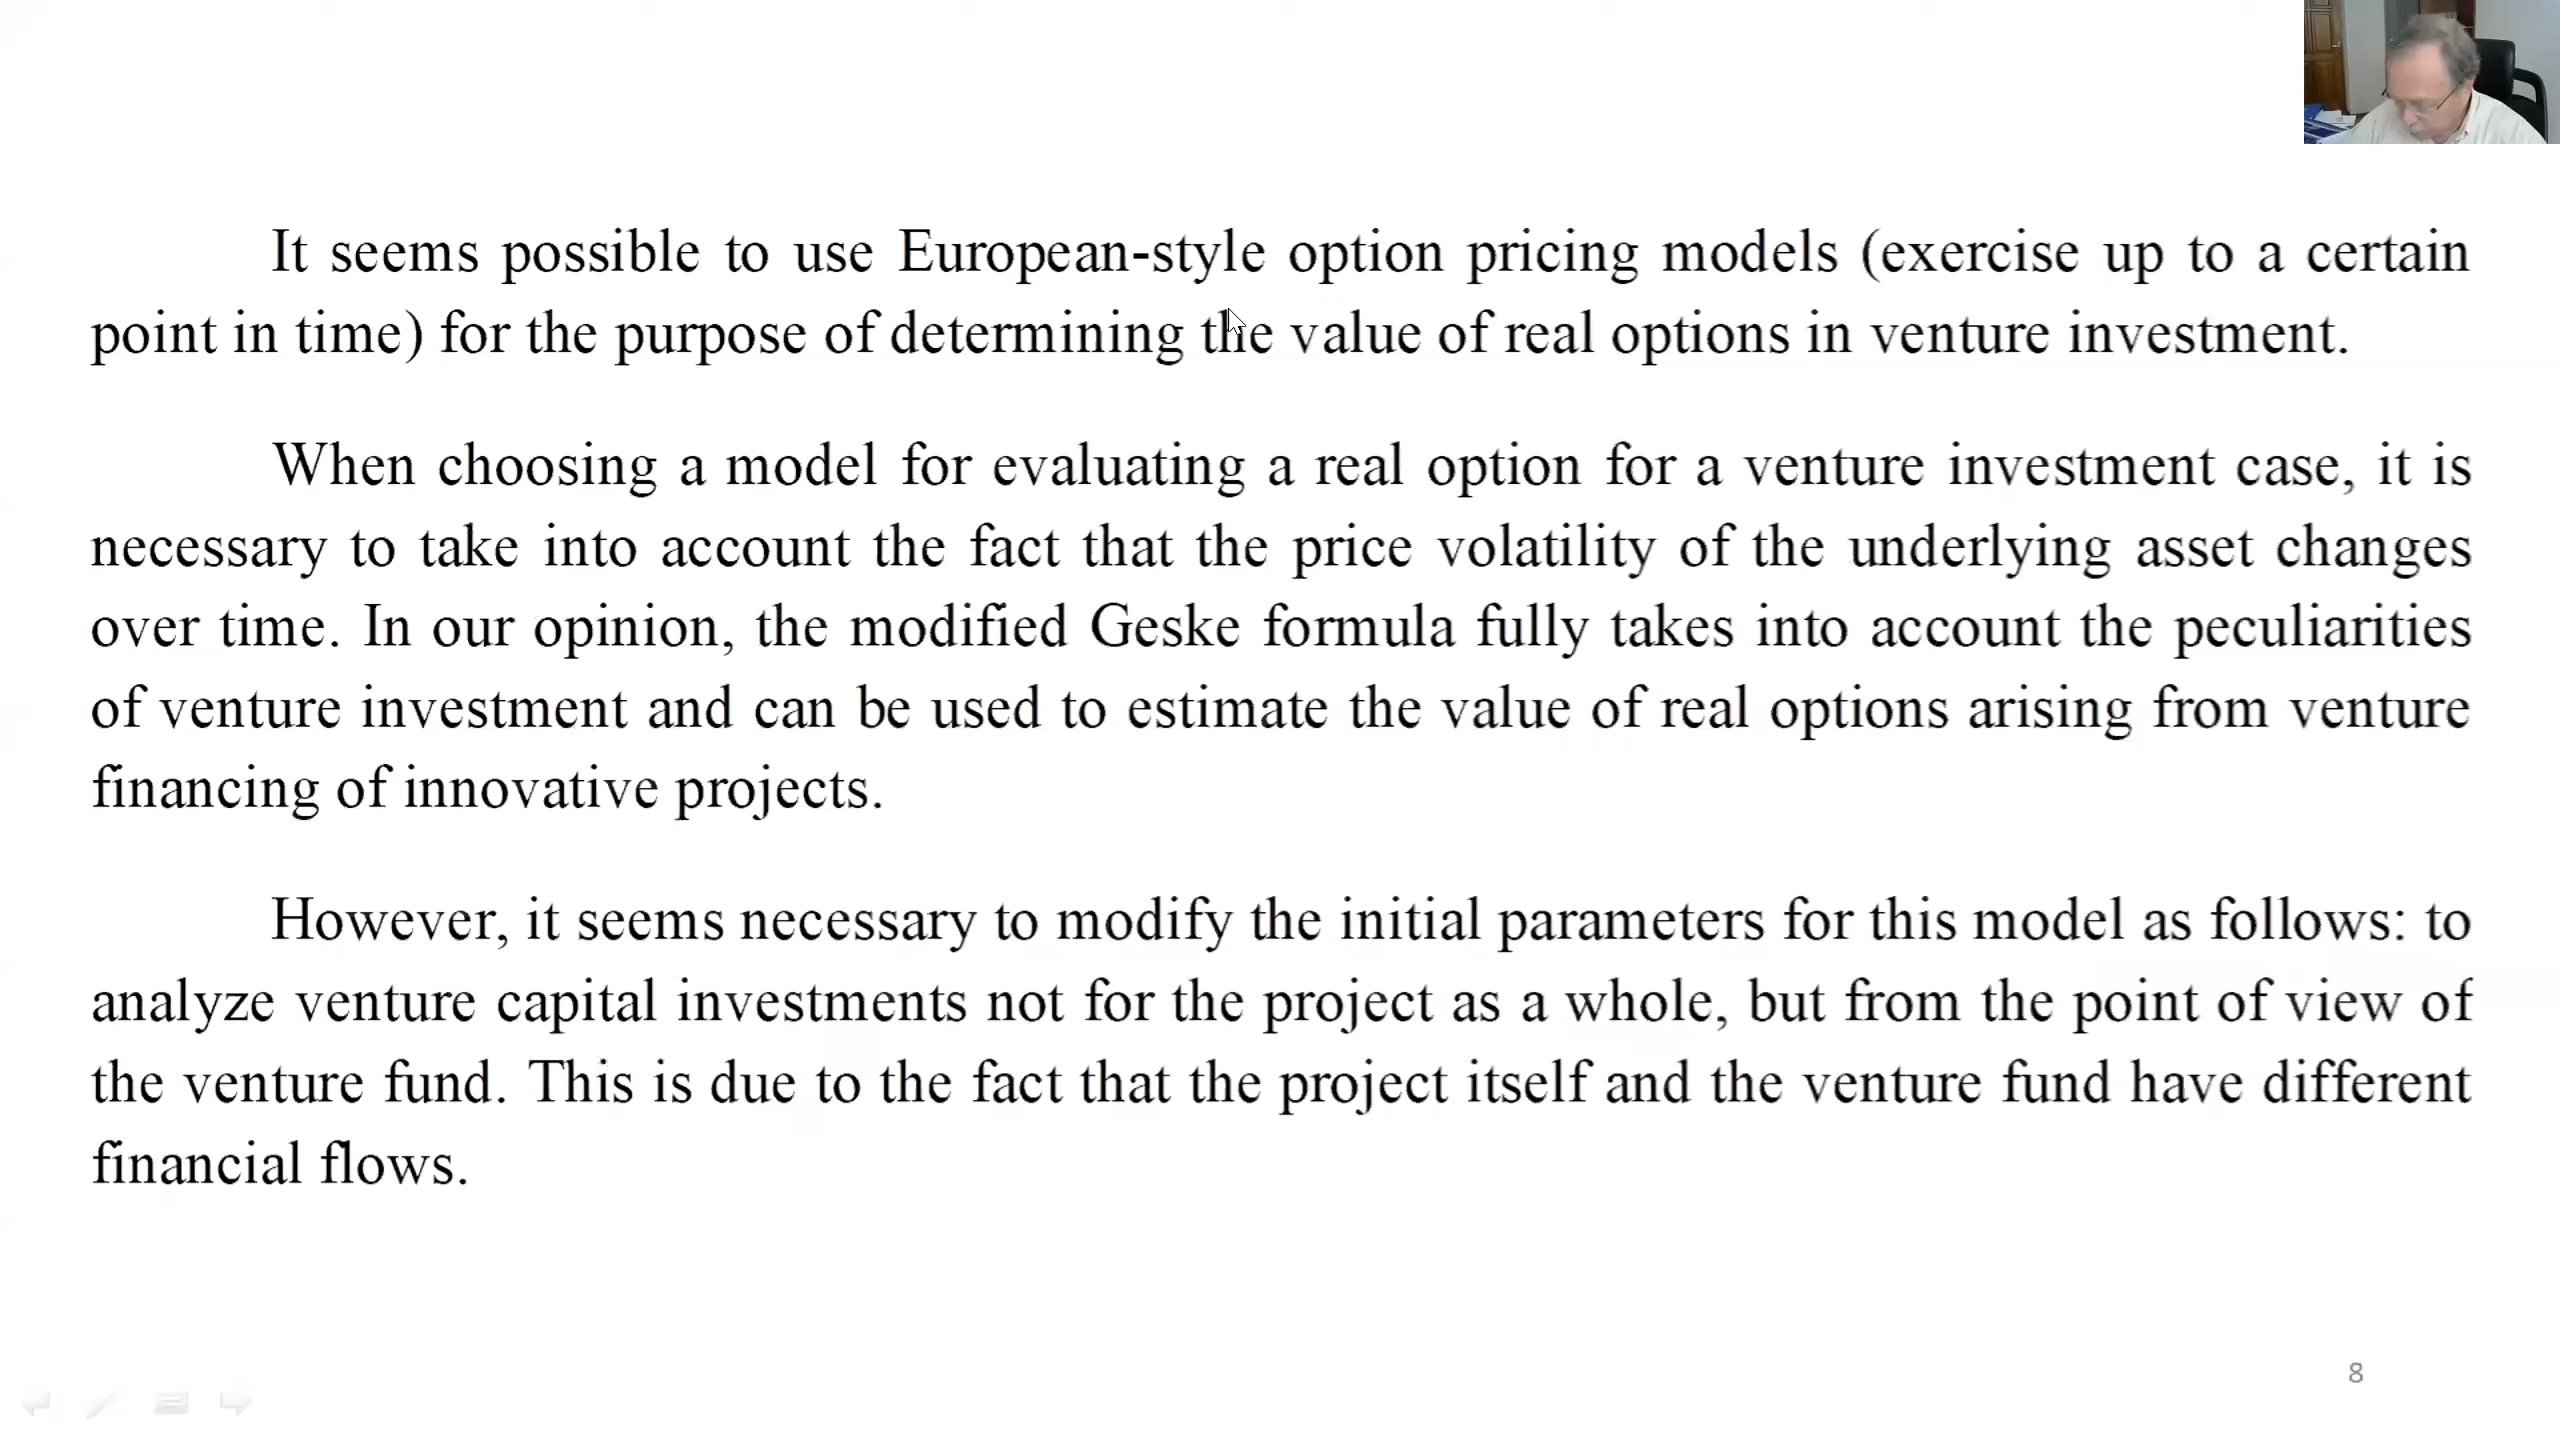 It seems possible to use European-style option pricing models (exercise up to a certain
point in time) for the purpose of determining the value of real options in venture investment.
When choosing a model for evaluating a real option for a venture investment case, it is
necessary to take into account the fact that the price volatility of the underlying asset changes
over time. In our opinion, the modified Geske formula fully takes into account the peculiarities
of venture investment and can be used to estimate the value of real options arising from venture
financing of innovative projects.
However, it seems necessary to modify the initial parameters for this model as follows: to
analyze venture capital investments not for the project as a whole, but from the point of view of
the venture fund. This is due to the fact that the project itself and the venture fund have different
financial flows.
8